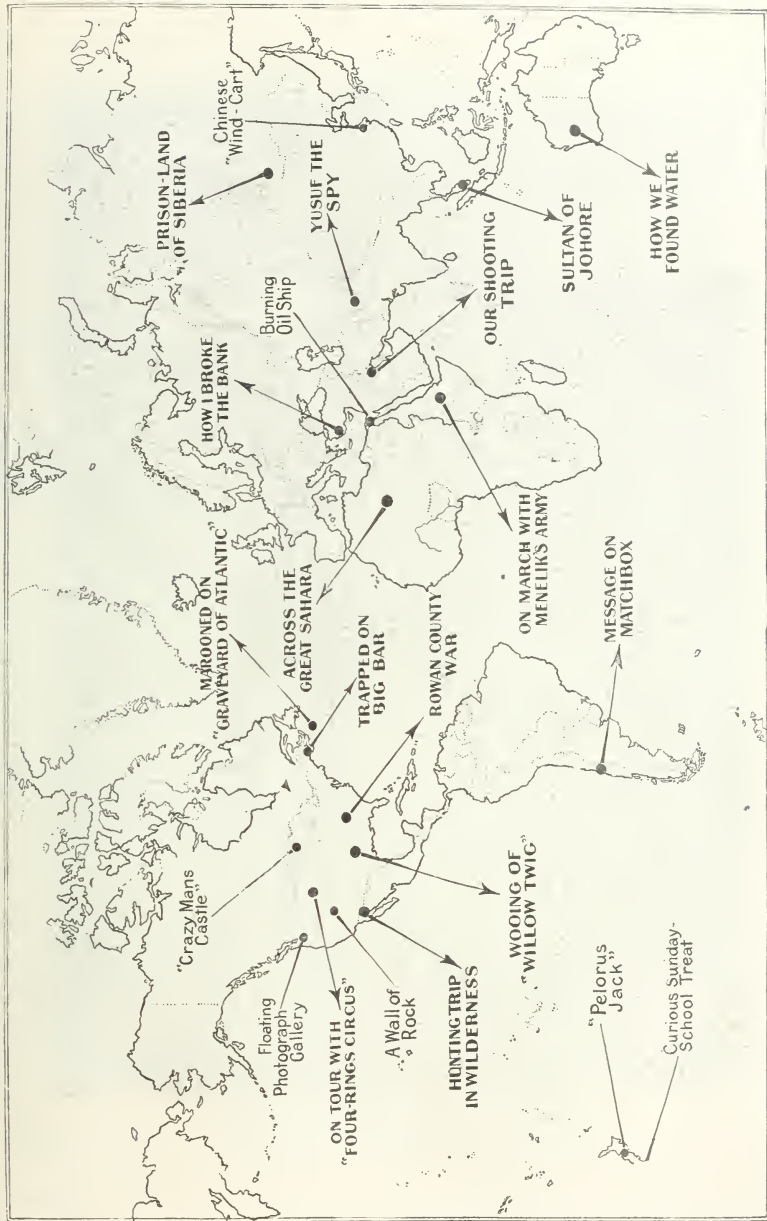 "Crazy Mans
Castle"
Floating
Photograph
Gallery
ON TOUR WITH
"FOUR-RINGS CIRCUS"
A Wall of
Rock
HUNTING TRIP
IN WILDERNESS
WOOING OF
"WILLOW TWIG"
"Pelorus
Jack"
Curious Sunday-
School Treat
MAROONED ON
"GRAVEYARD OF ATLANTIC"
ACROSS THE
GREAT SAHARA
TRAPPED ON
BIG BAR
ROWAN COUNTY
WAR
MESSAGE ON
MATCHBOX
HOW I BROKE
THE BANK
Burning
Oil Ship
ON MARCH WITH
MENELIK'S ARMY
PRISON-LAND
OF SIBERIA
Chinese
"Wind-Cart"
YUSUF THE
SPY
OUR SHOOTING
TRIP
SULTAN OF
JOHORE
HOW WE
FOUND WATER